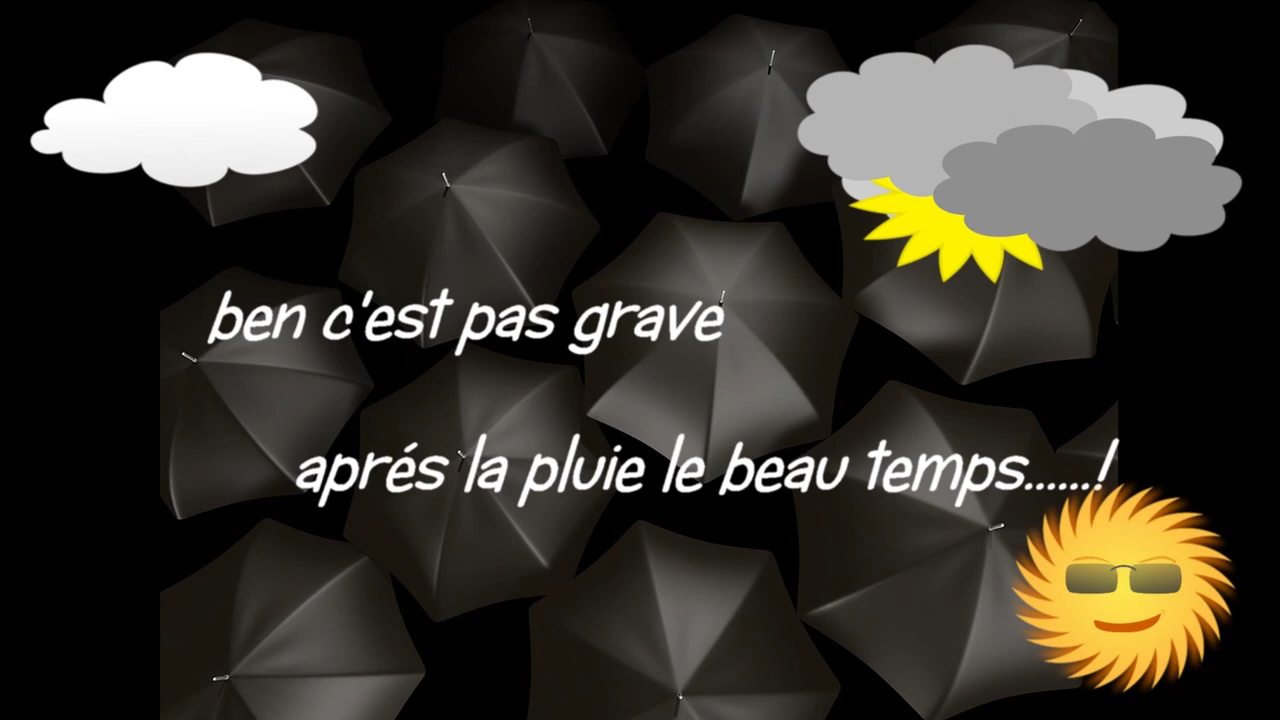 ben c'est pas grave
aprés la pluie le beau temps......!